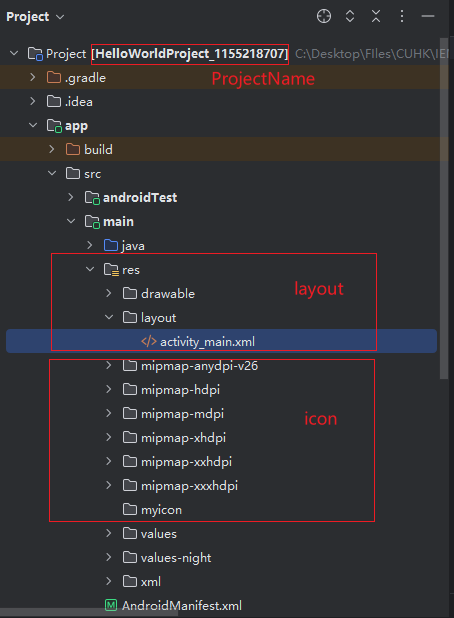 Project
Project [HelloWorldProject_1155218707] C:\Desktop\FIles\CUHK\IEM
.gradle
ProjectName
.idea
app
build
src
androidTest
main
java
res
drawable
layout
layout
activity_main.xml
mipmap-anydpi-v26
mipmap-hdpi
mipmap-mdpi
icon
mipmap-xhdpi
mipmap-xxhdpi
mipmap-xxxhdpi
myicon
values
values-night
xml
AndroidManifest.xml